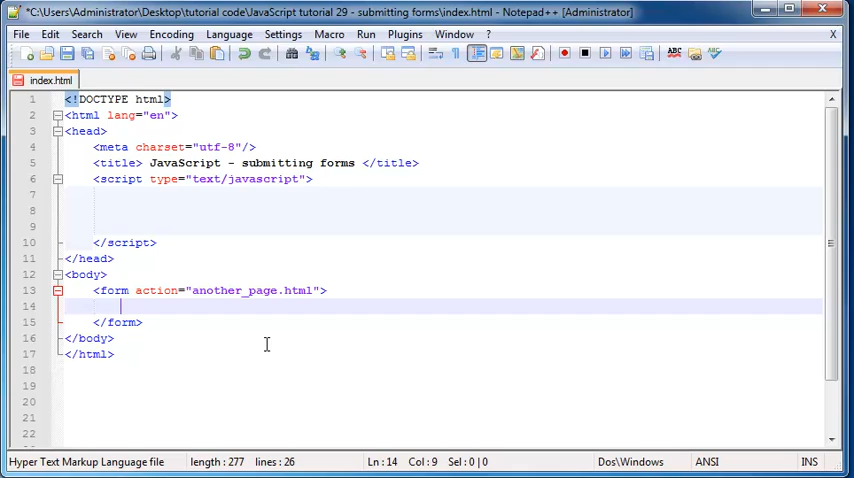 *C:\Users\Administrator\Desktop\tutorial code\JavaScript tutorial 29 - submitting forms\index.html - Notepad++ [Administrator]
File Edit Search View Encoding Language Settings Macro Run Plugins Window ? X
index.html
1 <!DOCTYPE html>
2 <html lang="en">
3 <head>
4 <meta charset="utf-8"/>
5 <title> JavaScript - submitting forms </title>
6 <script type="text/javascript">
7
8
9
10 </script>
11 </head>
12 <body>
13 <form action="another_page.html">
14
15 </form>
16 </body>
17 </html>
18
19
20
21
22
Hyper Text Markup Language file length : 277 lines : 26 Ln : 14 Col : 9 Sel : 0 | 0 Dos\Windows ANSI INS